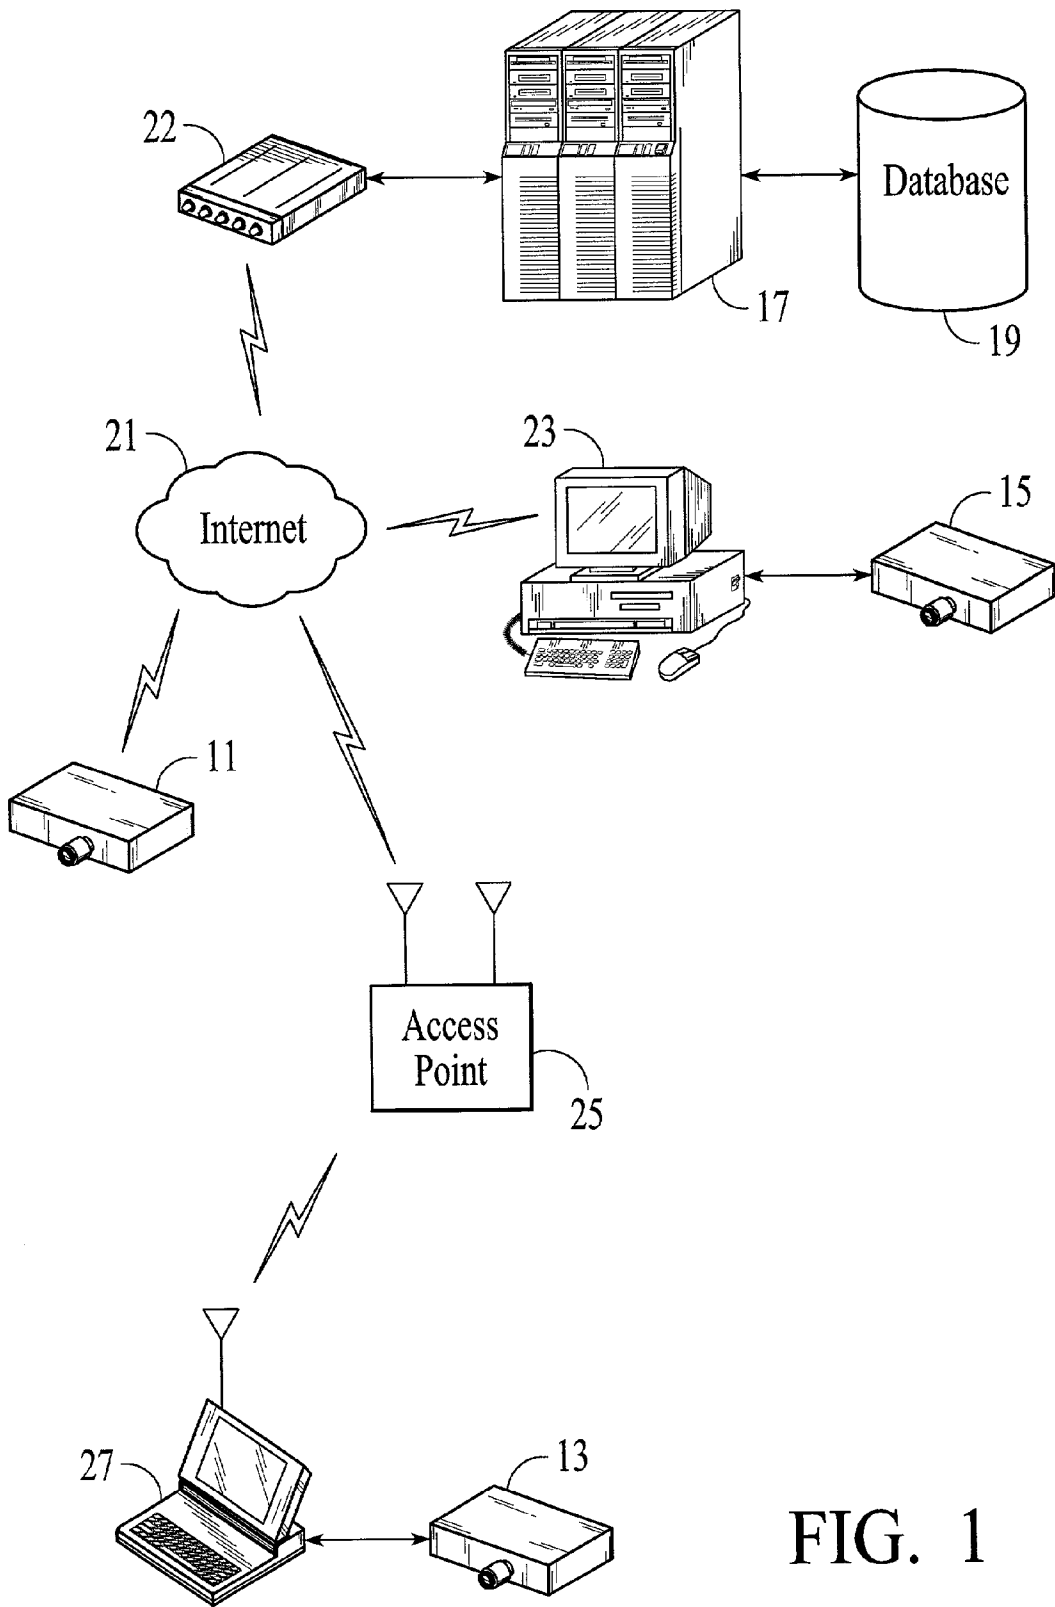 22
17
Database
19
21
Internet
23
15
11
Access
Point
25
27
13
FIG. 1